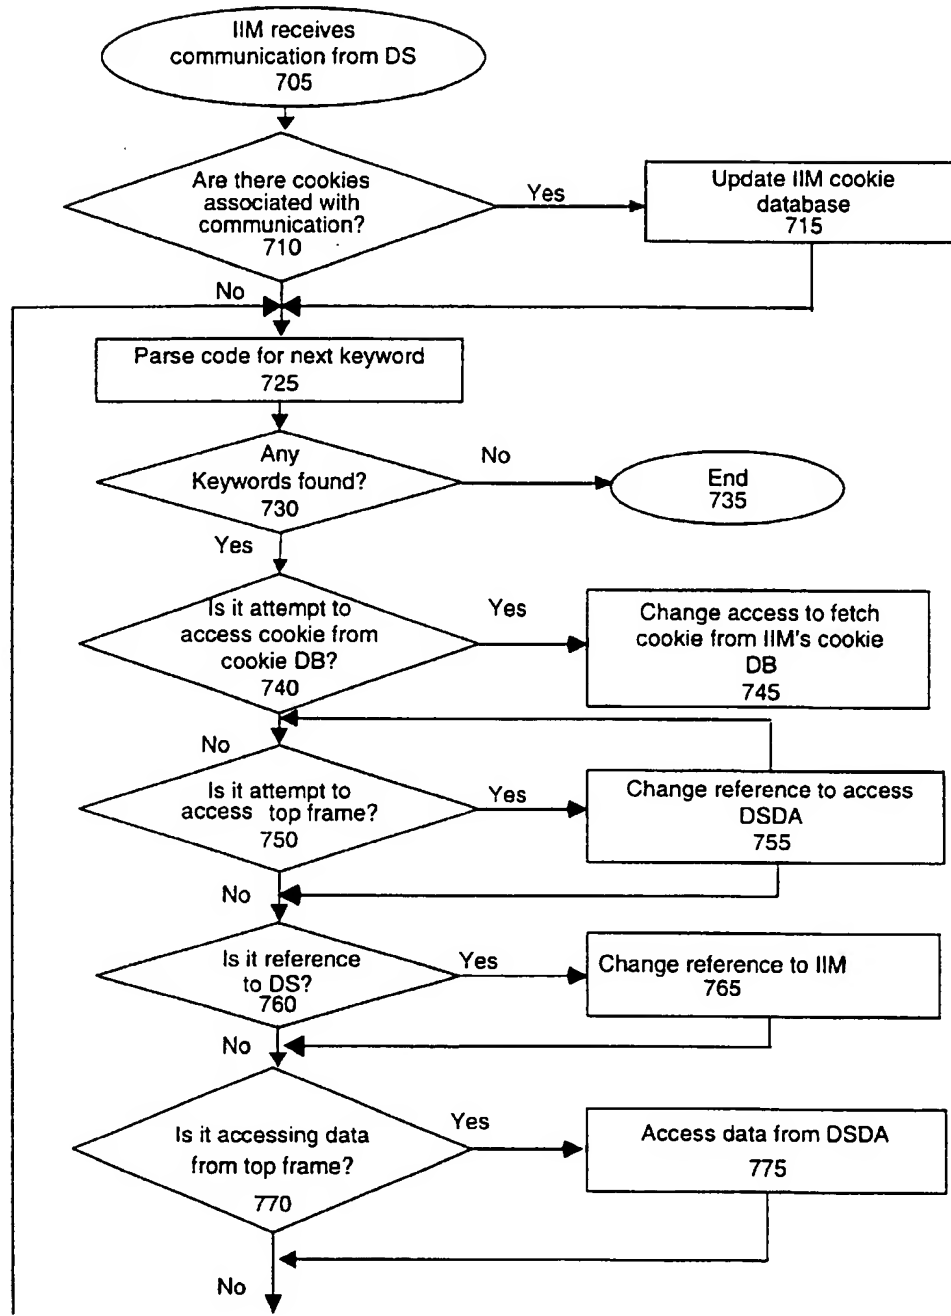 IIM receives
communication from DS
705
Are there cookies
associated with
communication?
710
Yes
Update IIM cookie
database
715
No
Parse code for next keyword
725
Any
Keywords found?
730
No
End
735
Yes
Is it attempt to
access cookie from
cookie DB?
740
Yes
Change access to fetch
cookie from IIM's cookie
DB
745
No
Is it attempt to
access top frame?
750
Yes
Change reference to access
DSDA
755
No
Is it reference
to DS?
760
Yes
Change reference to IIM
765
No
Is it accessing data
from top frame?
770
Yes
Access data from DSDA
775
No